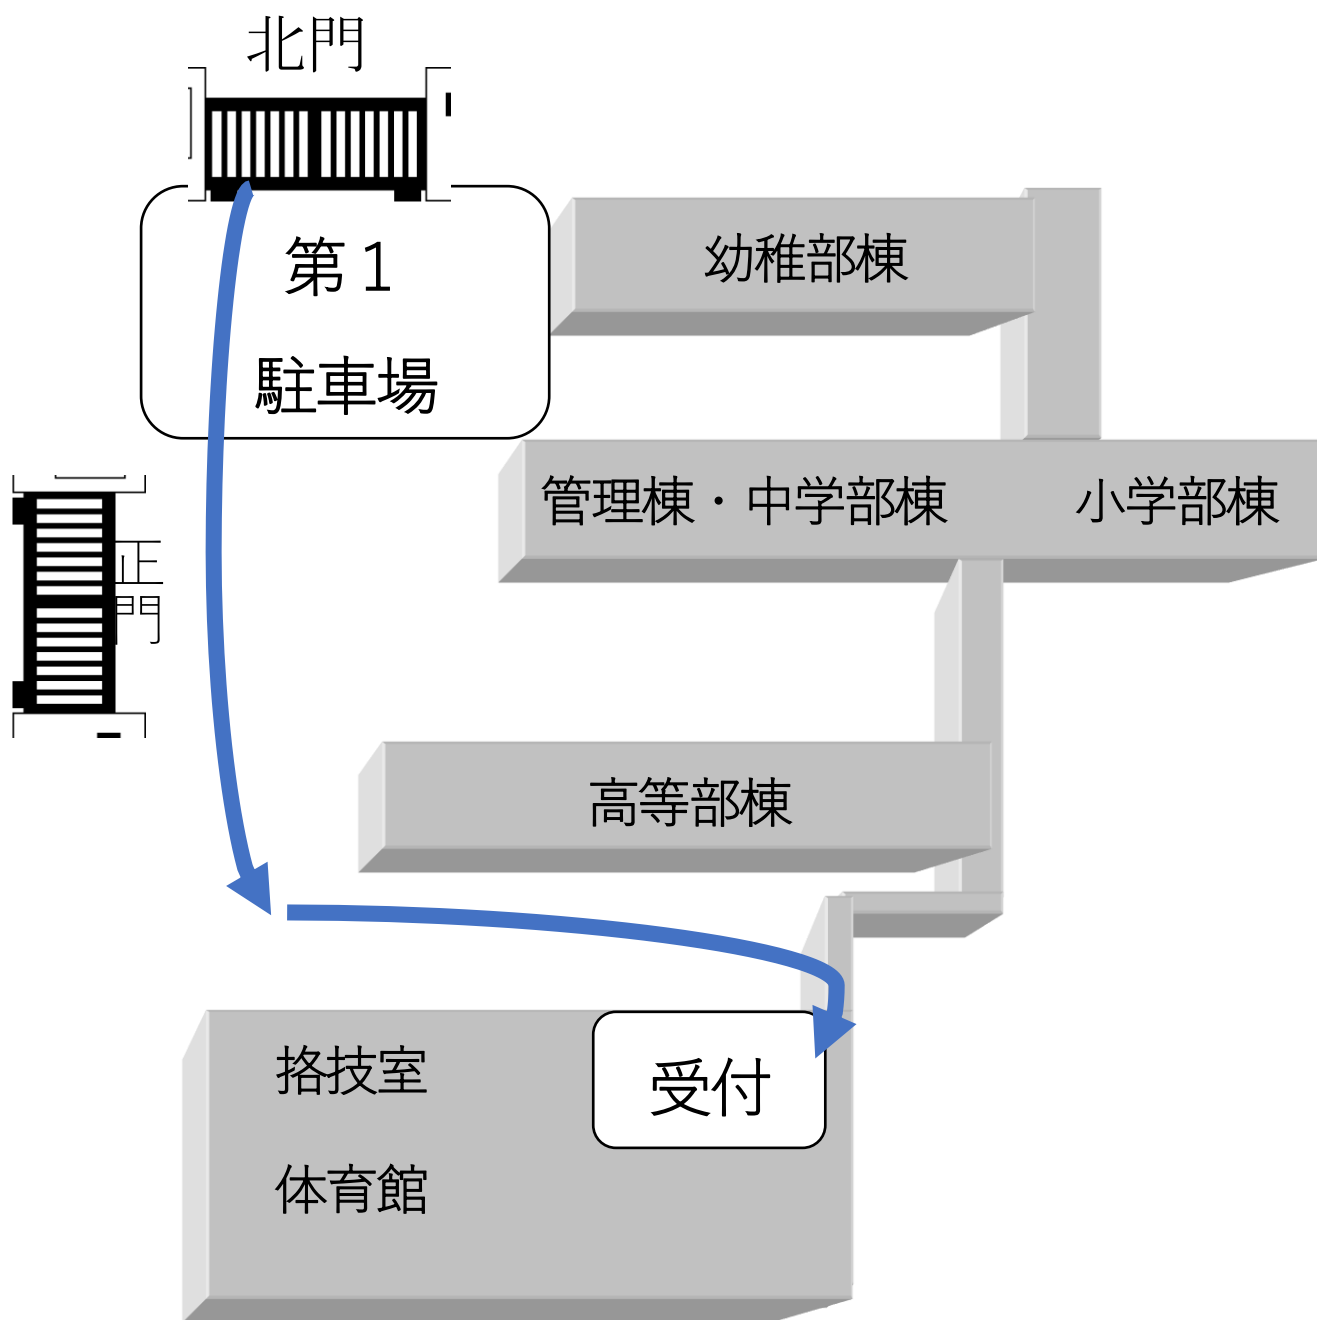 北門
第１
駐車場
幼稚部棟
管理棟・中学部棟
小学部棟
正
門
高等部棟
挌技室
受付
体育館